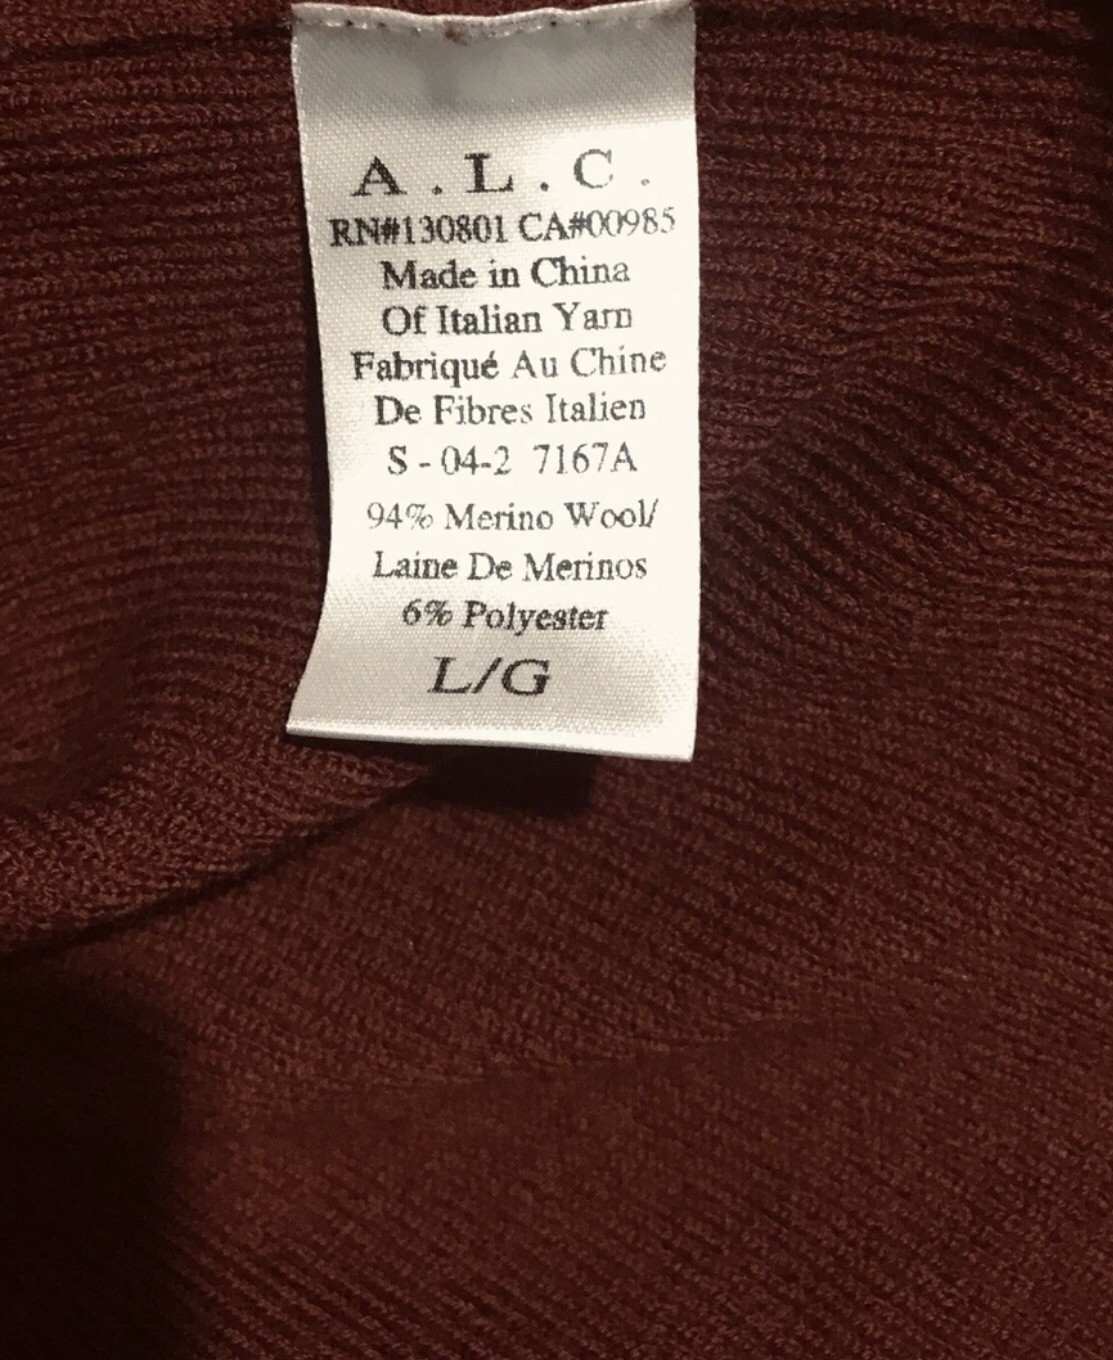 A . L . C .
RN#130801 CA#00985
Made in China
Of Italian Yarn
Fabriqué Au Chine
De Fibres Italien
S - 04-2 7167A
94% Merino Wool/
Laine De Merinos
6% Polyester
L/G